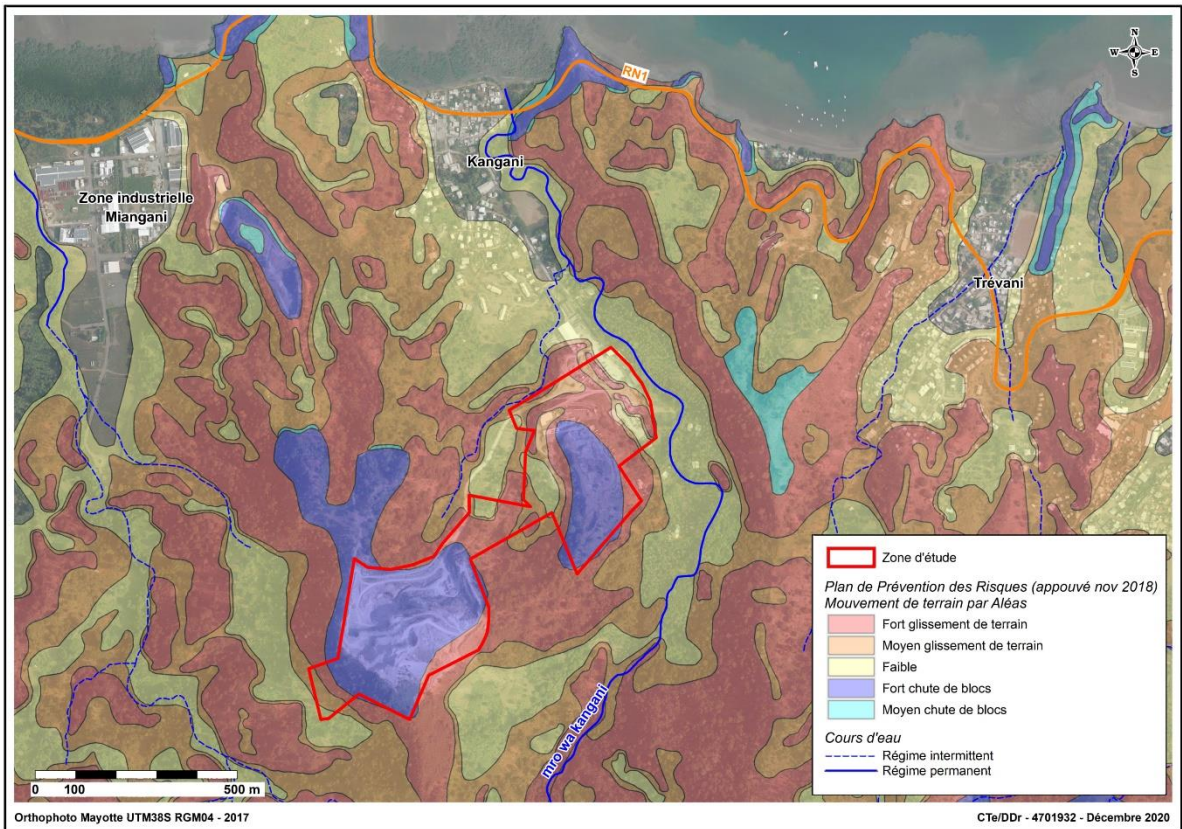 N
W E
S
RN1
Kangani
Zone industrielle
Miangani
Trévani
mro wa kangani
Zone d'étude
Plan de Prévention des Risques (appouvé nov 2018)
Mouvement de terrain par Aléas
Fort glissement de terrain
Moyen glissement de terrain
Faible
Fort chute de blocs
Moyen chute de blocs
Cours d'eau
Régime intermittent
Régime permanent
0 100 500 m
Orthophoto Mayotte UTM38S RGM04 - 2017
CTe/DDr - 4701932 - Décembre 2020